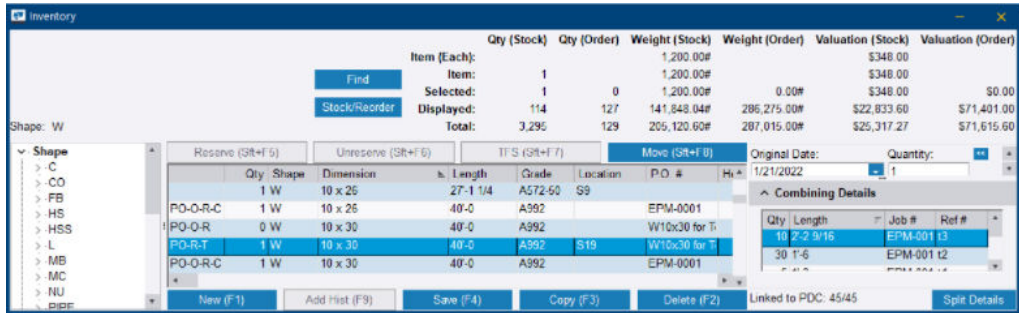 Inventory
Qty (Stock) Qty (Order) Weight (Stock) Weight (Order) Valuation (Stock) Valuation (Order)
Item (Each): 1,200.00# $348.00
Find Item: 1 1,200.00# $348.00
Selected: 1 0 1,200.00# 0.00# $348.00 $0.00
Stock/Reorder Displayed: 114 127 141,848.04# 286,275.00# $22,833.60 $71,401.00
Shape: W Total: 3,295 129 205,120.60# 287,015.00# $25,317.27 $71,615.60
Shape
C
CO
FB
HS
HSS
L
MB
MC
NU
PIPE
Reserve (Sft+F5) Unreserve (Sft+F6) TFS (Sft+F7) Move (Sft+F8)
Qty Shape Dimension Length Grade Location P.O. #
1 W 10 x 26 27'-1 1/4 A572-50 S9
PO-O-R-C 1 W 10 x 26 40'-0 A992 EPM-0001
! PO-O-R 0 W 10 x 30 40'-0 A992 W10x30 for T
PO-R-T 1 W 10 x 30 40'-0 A992 S19 W10x30 for T
PO-O-R-C 1 W 10 x 30 40'-0 A992 EPM-0001
New (F1) Add Hist (F9) Save (F4) Copy (F3) Delete (F2)
Original Date: Quantity:
1/21/2022 1
Combining Details
Qty Length Job # Ref #
10 2'-2 9/16 EPM-001 t3
30 1'-6 EPM-001 t2
Linked to PDC: 45/45 Split Details